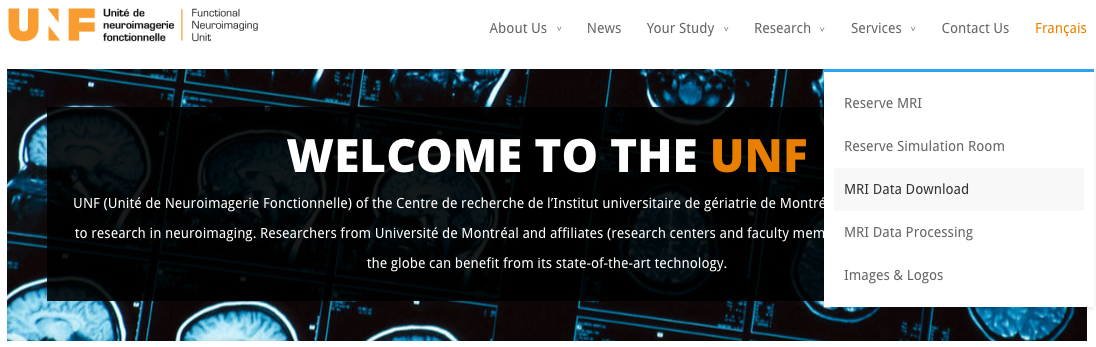 UNF
Unité de
neuroimagerie
fonctionnelle
Functional
Neuroimaging
Unit
About Us
News
Your Study
Research
Services
Contact Us
Français
Reserve MRI
Reserve Simulation Room
MRI Data Download
MRI Data Processing
Images & Logos
WELCOME TO THE UNF
UNF (Unité de Neuroimagerie Fonctionnelle) of the Centre de recherche de l’Institut universitaire de gériatrie de
to research in neuroimaging. Researchers from Université de Montréal and affiliates (research centers and faculty
the globe can benefit from its state-of-the-art technology.